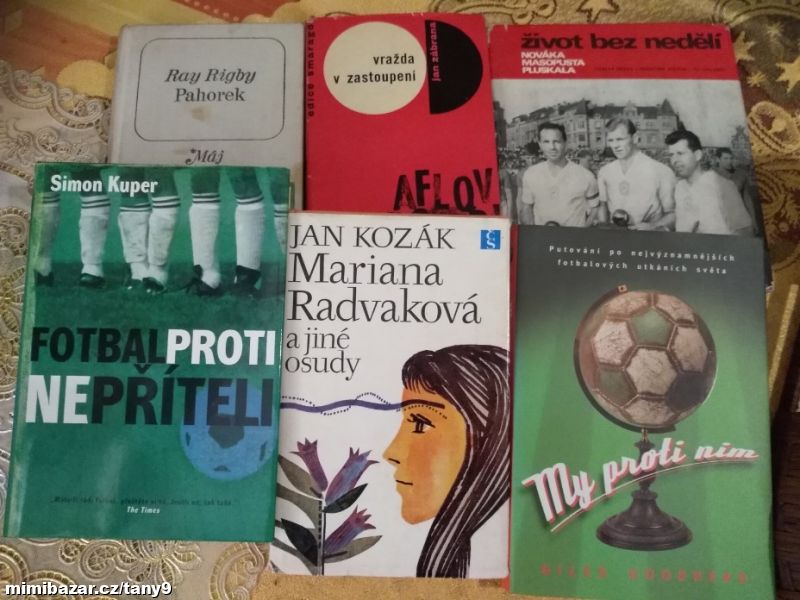 Ray Rigby
Pahorek
Máj
edice smaragd
vražda
v zastoupení
jan zábrana
život bez nedělí
NOVÁKA
MASOPUSTA
PLUSKALA
Simon Kuper
FOTBAL PROTI
NEPŘÍTELI
The Times
JAN KOZÁK
Mariana
Radvaková
a jiné
osudy
Putování po nejvýznamnějších
fotbalových utkáních světa
My proti nim
mimibazar.cz/tany9